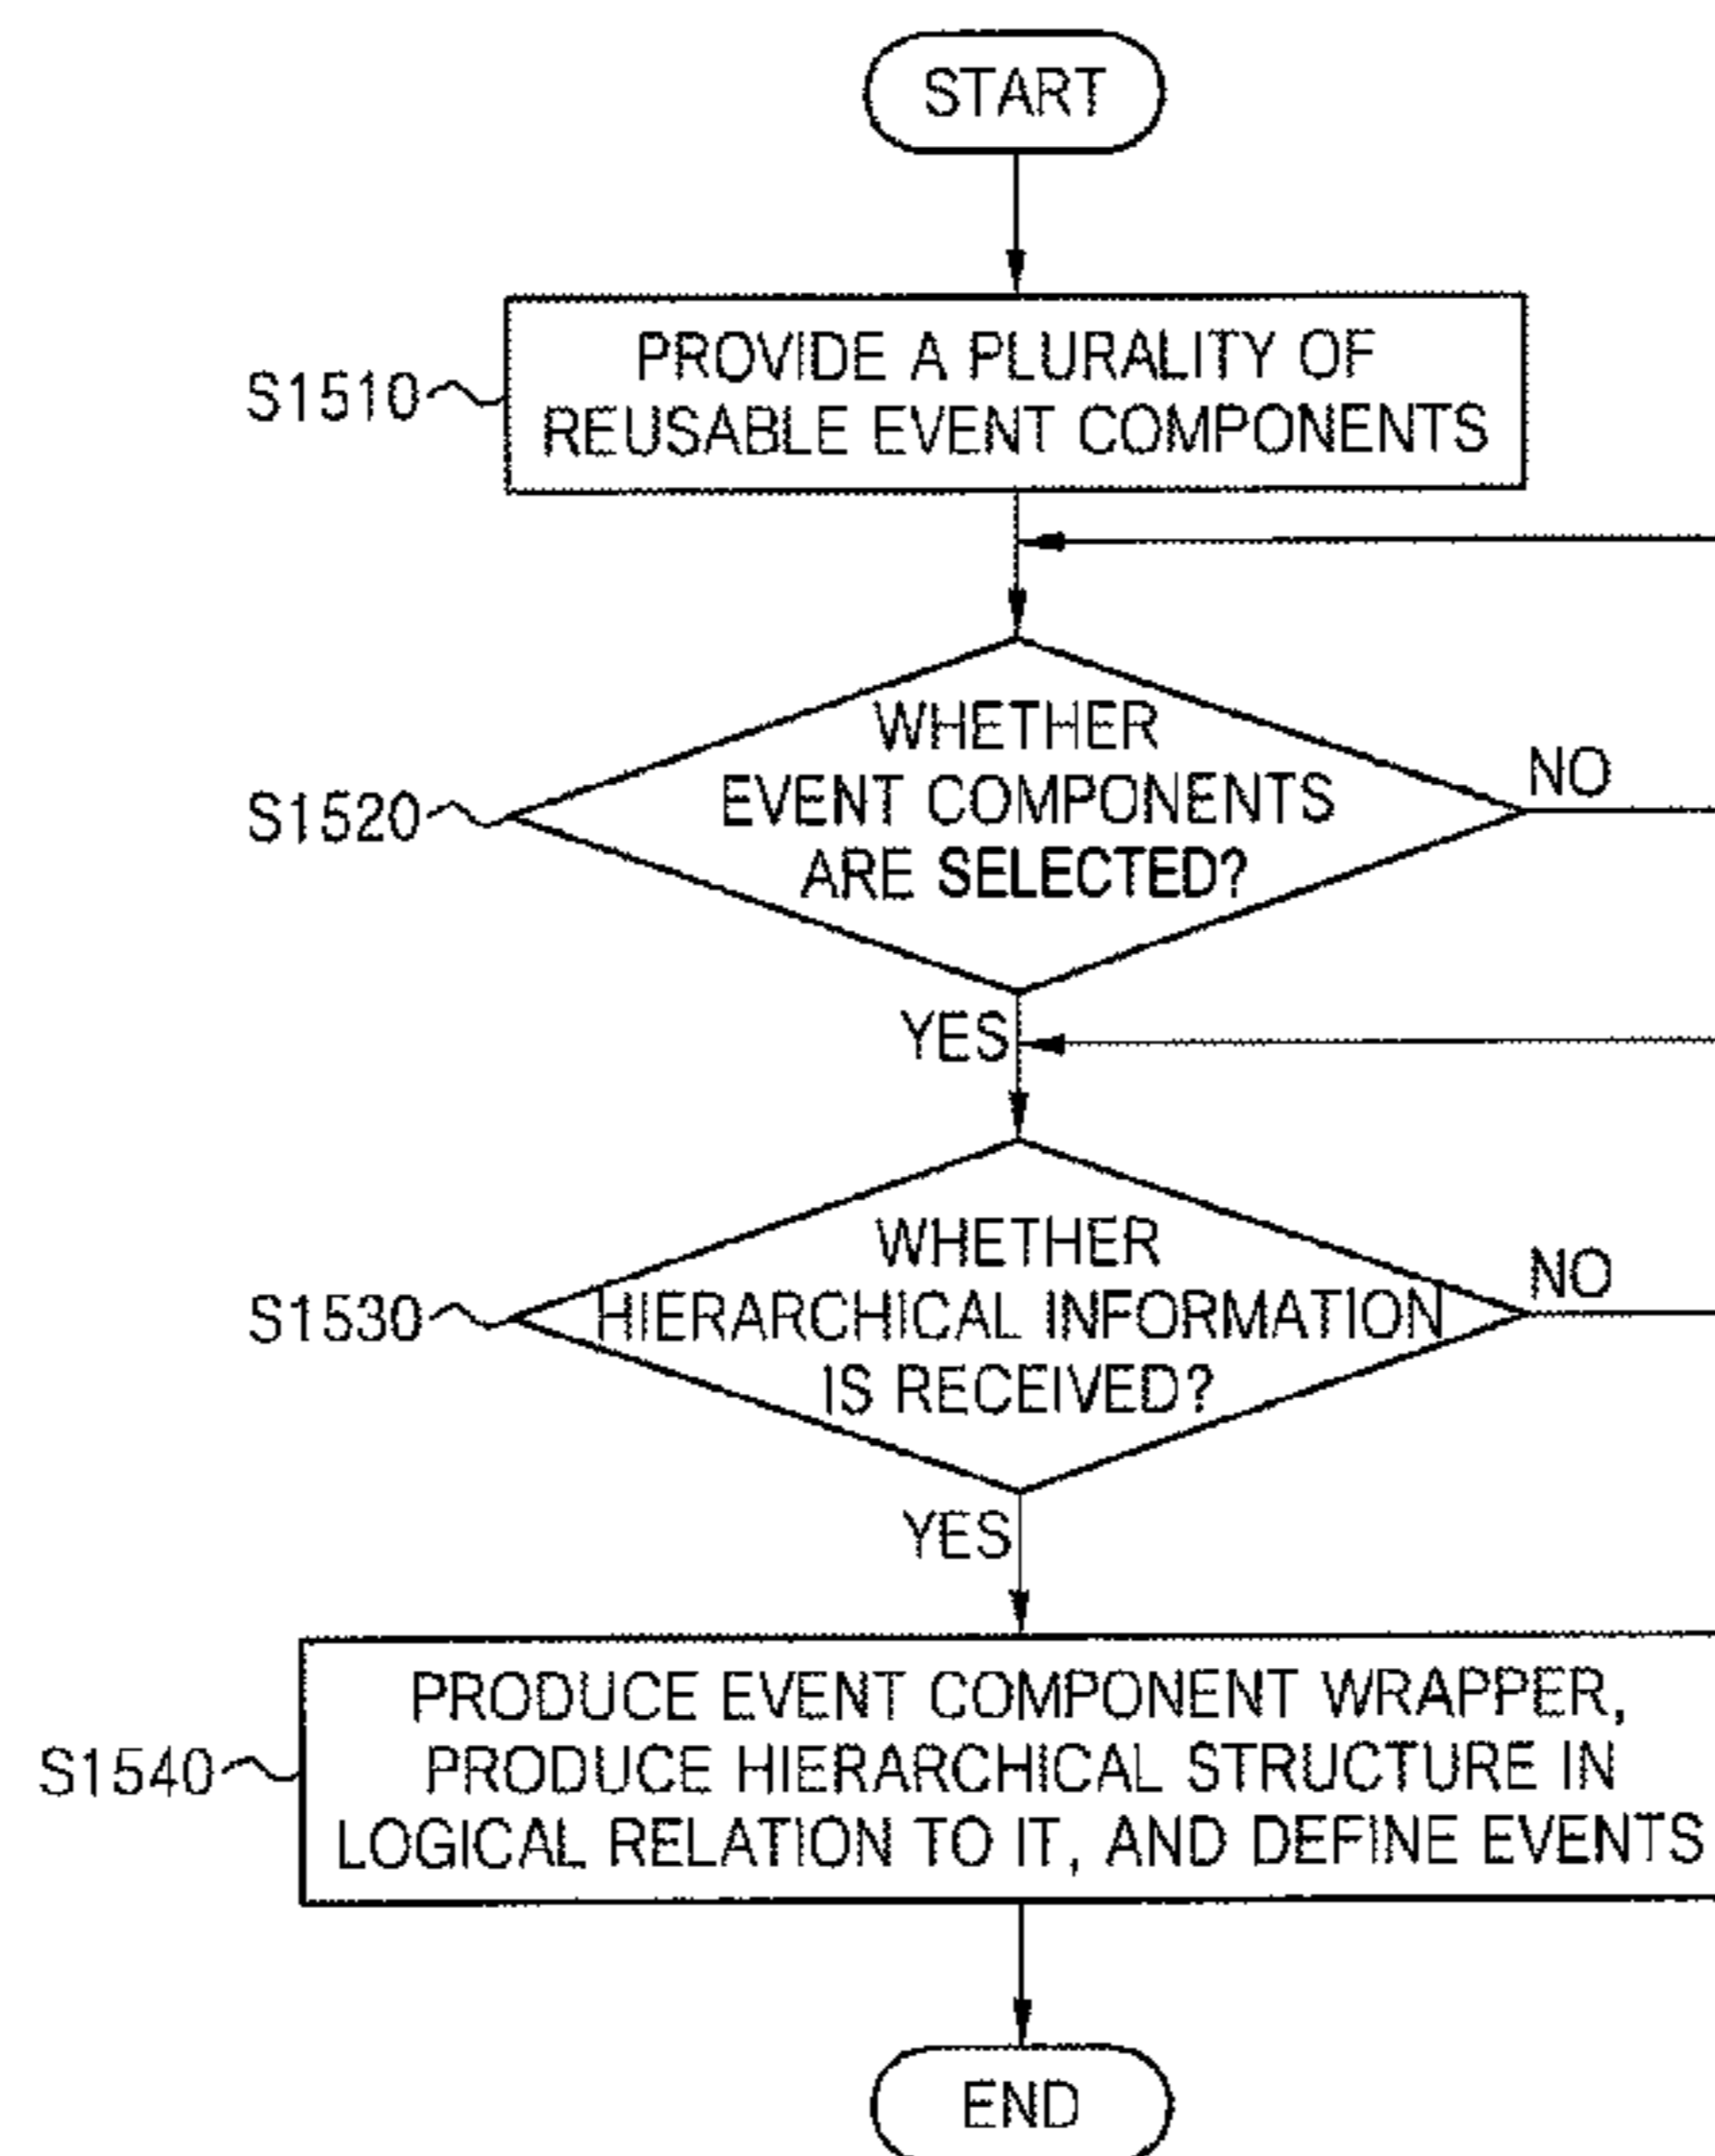 START
PROVIDE A PLURALITY OF
S1510
REUSABLE EVENT COMPONENTS
WHETHER
EVENT COMPONENTS
NO
S1520
ARE SELECTED?
YES
WHETHER
NO
HIERARCHICAL INFORMATION
S1530
IS RECEIVED?
YES
PRODUCE EVENT COMPONENT WRAPPER,
S1540
PRODUCE HIERARCHICAL STRUCTURE IN
LOGICAL RELATION TO IT, AND DEFINE EVENTS
END